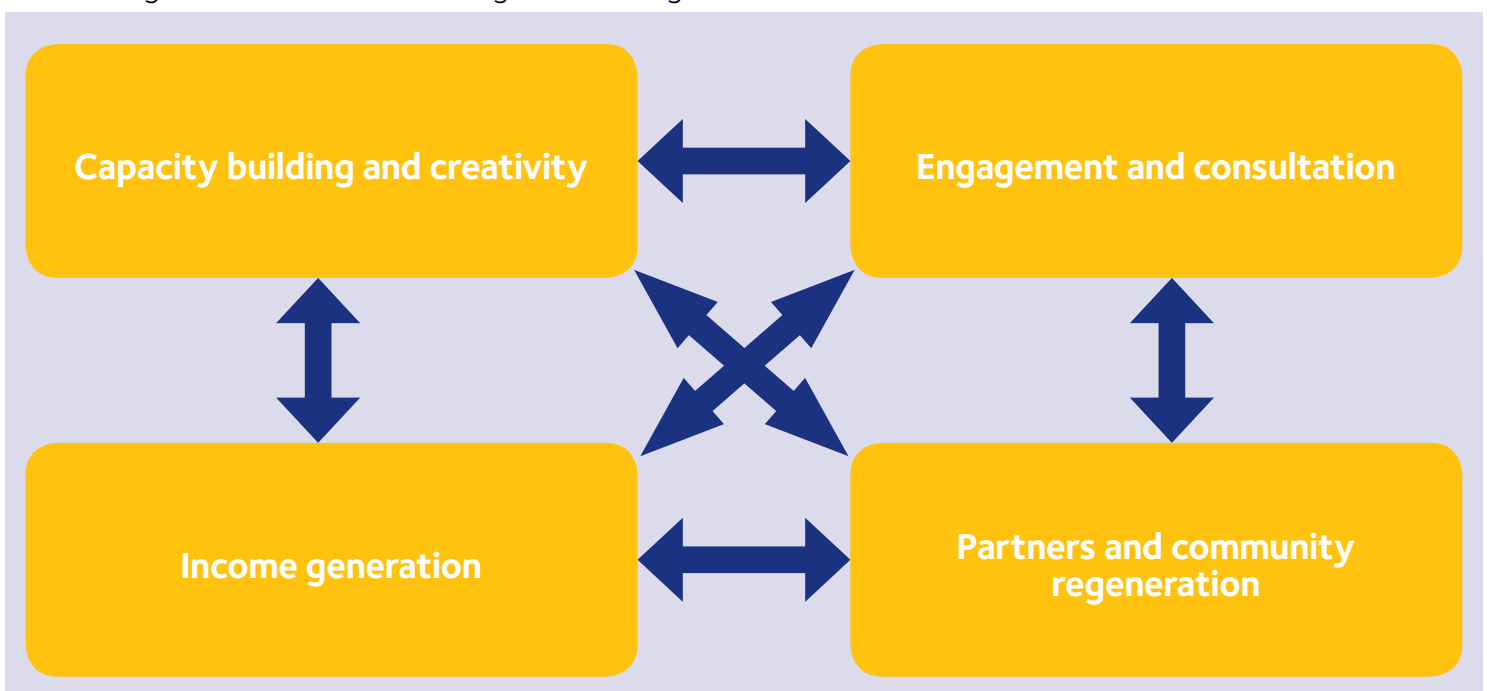 Capacity building and creativity
Engagement and consultation
Income generation
Partners and community
regeneration